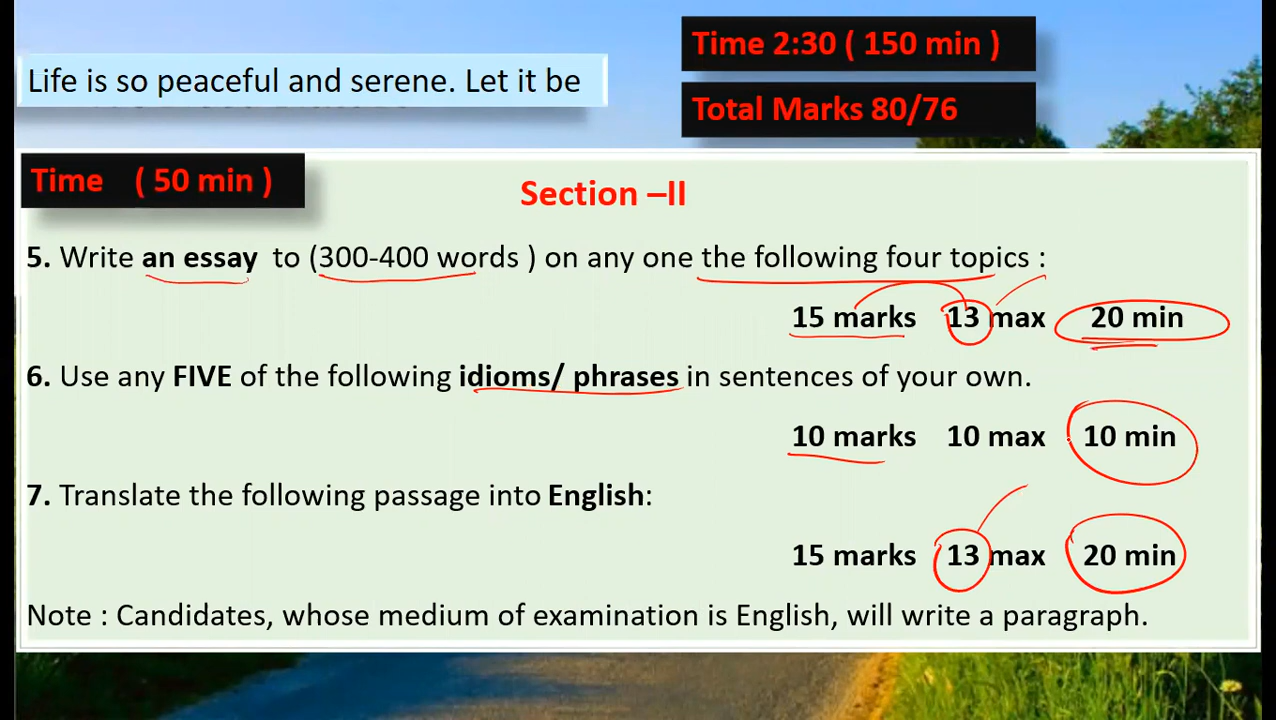 Time 2:30 ( 150 min )
Life is so peaceful and serene. Let it be
Total Marks 80/76
Time ( 50 min )
Section –II
5. Write an essay to (300-400 words ) on any one the following four topics :
15 marks 13 max 20 min
6. Use any FIVE of the following idioms/ phrases in sentences of your own.
10 marks 10 max 10 min
7. Translate the following passage into English:
15 marks 13 max 20 min
Note : Candidates, whose medium of examination is English, will write a paragraph.